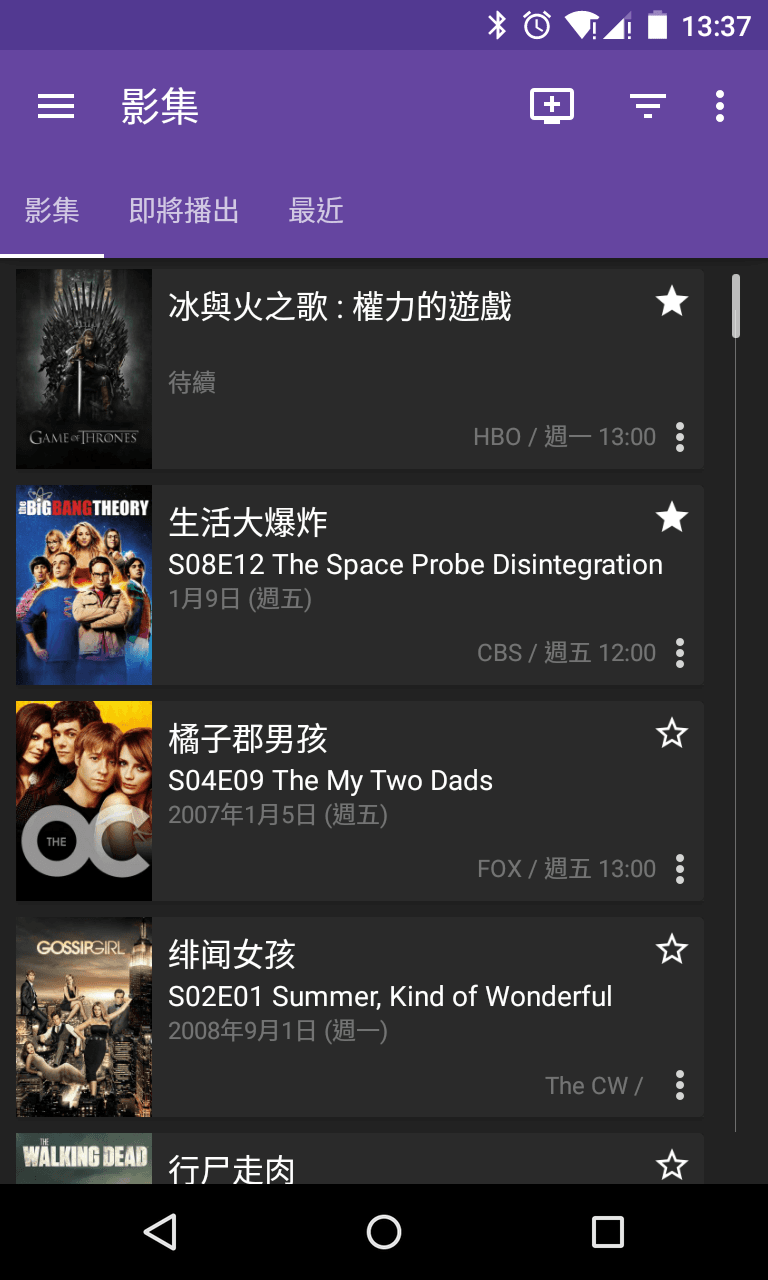 13:37
影集
影集 即將播出 最近
冰與火之歌 : 權力的遊戲
待續
HBO / 週一 13:00
GAME OF THRONES
the BIG BANG THEORY
生活大爆炸
S08E12 The Space Probe Disintegration
1月9日 (週五)
CBS / 週五 12:00
橘子郡男孩
S04E09 The My Two Dads
2007年1月5日 (週五)
THE OC
FOX / 週五 13:00
GOSSIP GIRL
绯闻女孩
S02E01 Summer, Kind of Wonderful
2008年9月1日 (週一)
The CW /
THE
WALKING DEAD
行尸走肉